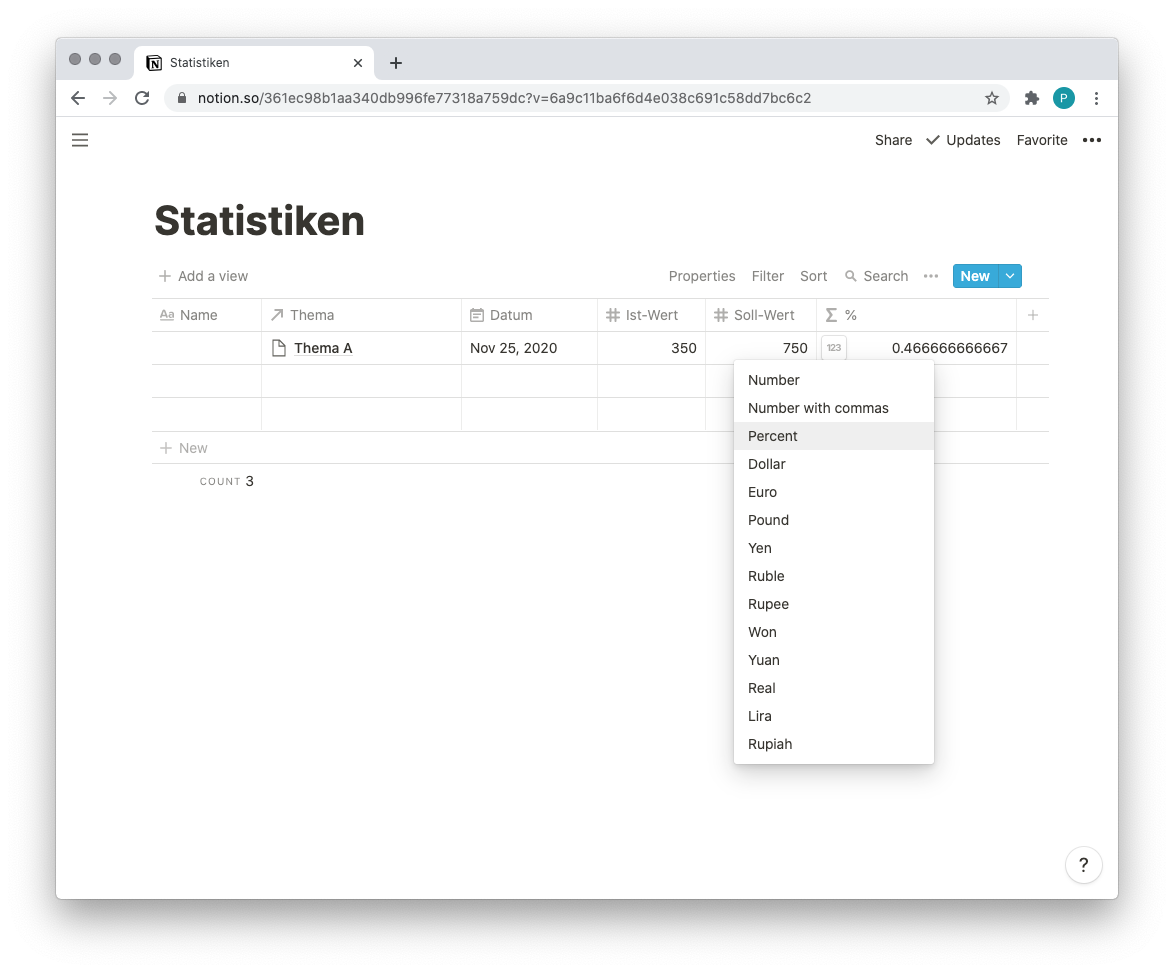 Statistiken
notion.so/361ec98b1aa340db996fe77318a759dc?v=6a9c11ba6f6d4e038c691c58dd7bc6c2
P
Share Updates Favorite
Statistiken
Add a view Properties Filter Sort Search New
Aa Name Thema Datum # Ist-Wert # Soll-Wert Σ %
Thema A Nov 25, 2020 350 750 123 0.466666666667
Number
Number with commas
Percent
Dollar
Euro
Pound
Yen
Ruble
Rupee
Won
Yuan
Real
Lira
Rupiah
New
COUNT 3
?